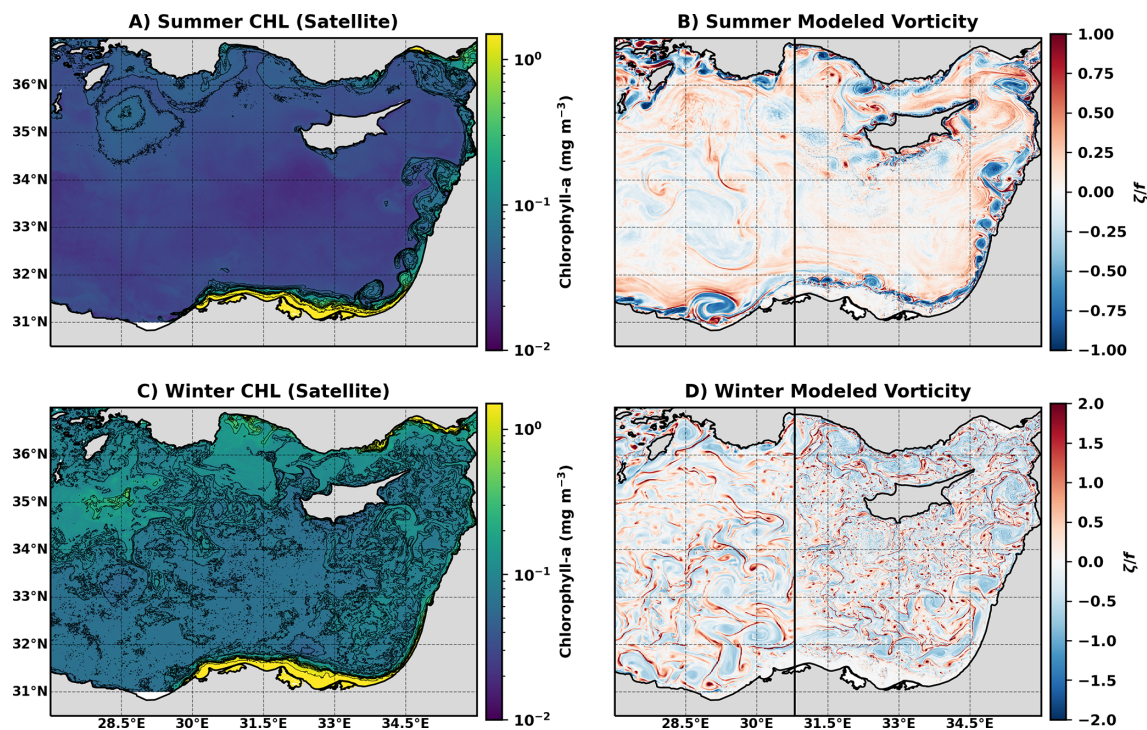 A) Summer CHL (Satellite)
36°N
35°N
34°N
33°N
32°N
31°N
10⁰
10⁻¹
10⁻²
Chlorophyll-a (mg m⁻³)
B) Summer Modeled Vorticity
1.00
0.75
0.50
0.25
0.00
−0.25
−0.50
−0.75
−1.00
ζ/f
C) Winter CHL (Satellite)
36°N
35°N
34°N
33°N
32°N
31°N
28.5°E 30°E 31.5°E 33°E 34.5°E
10⁰
10⁻¹
10⁻²
Chlorophyll-a (mg m⁻³)
D) Winter Modeled Vorticity
28.5°E 30°E 31.5°E 33°E 34.5°E
2.0
1.5
1.0
0.5
0.0
−0.5
−1.0
−1.5
−2.0
ζ/f